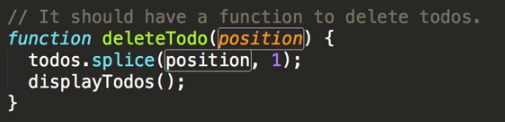 // It should have a function to delete todos.
function deleteTodo(position) {
  todos.splice(position, 1);
  displayTodos();
}